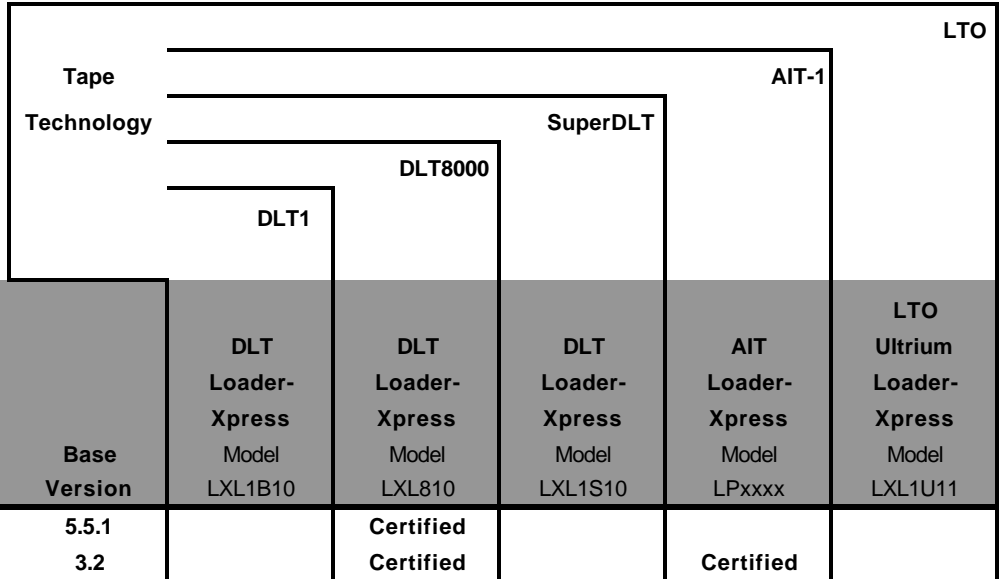 LTO
Tape AIT-1
Technology SuperDLT
DLT8000
DLT1
LTO
DLT DLT DLT AIT Ultrium
Loader- Loader- Loader- Loader- Loader-
Xpress Xpress Xpress Xpress Xpress
Base Model Model Model Model Model
Version LXL1B10 LXL810 LXL1S10 LPxxxx LXL1U11
5.5.1 Certified
3.2 Certified Certified